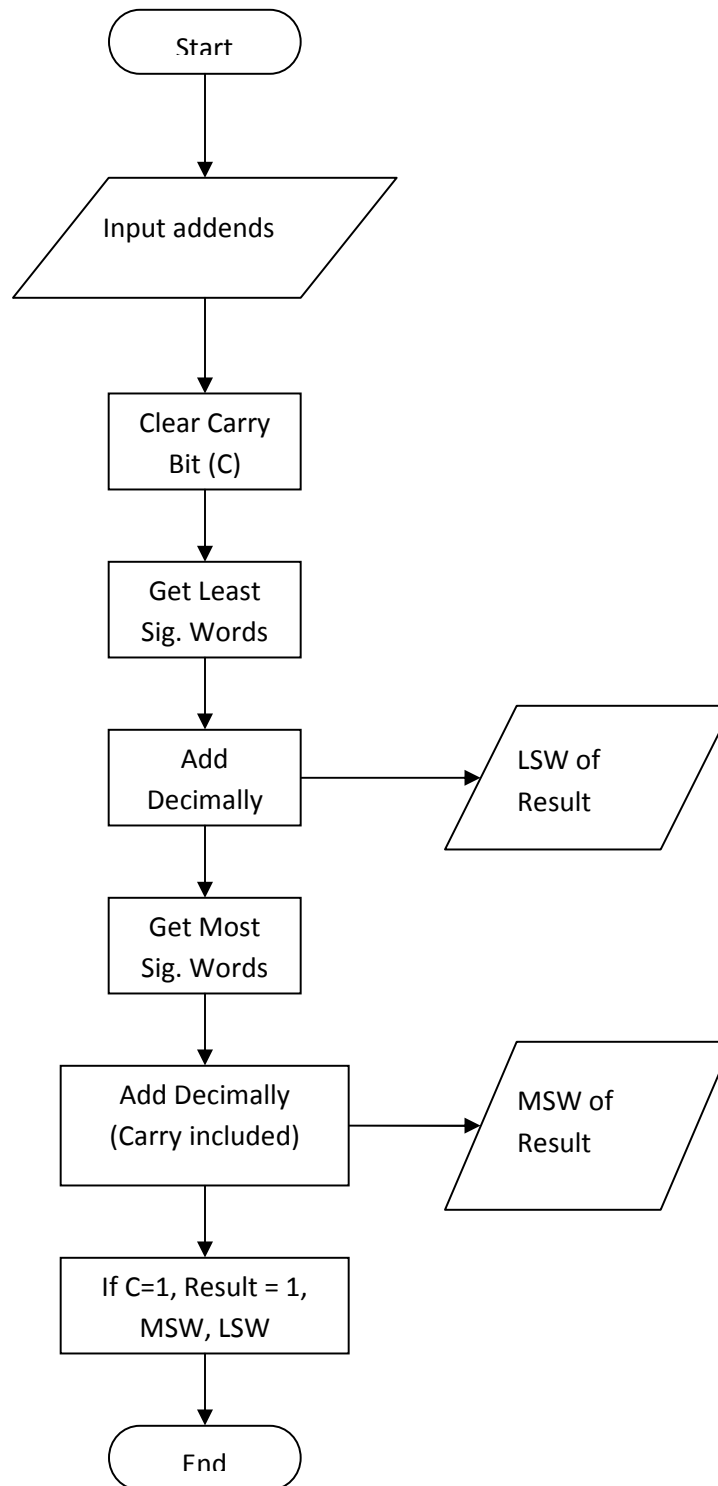 Start
Input addends
Clear Carry
Bit (C)
Get Least
Sig. Words
Add
Decimally
LSW of
Result
Get Most
Sig. Words
Add Decimally
(Carry included)
MSW of
Result
If C=1, Result = 1,
MSW, LSW
End